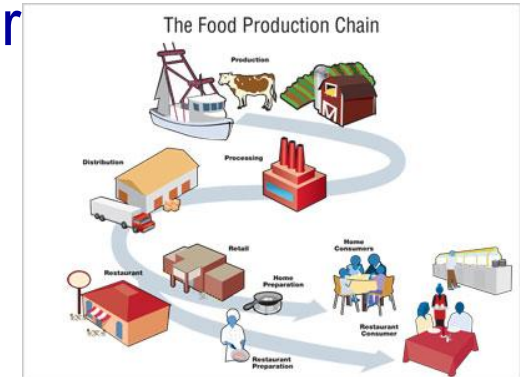 r
The Food Production Chain
Production
Processing
Distribution
Retail
Home
Consumers
Restaurant
Home
Preparation
Restaurant
Consumer
Restaurant
Preparation